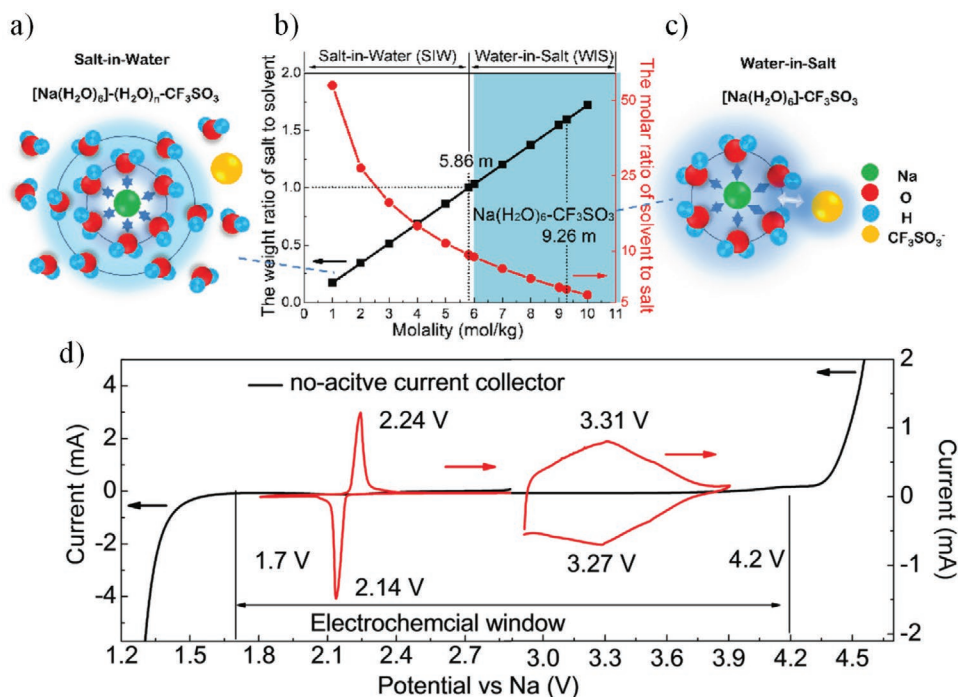 a)
Salt-in-Water
[Na(H2O)6]-(H2O)n-CF3SO3
b)
Salt-in-Water (SIW)
Water-in-Salt (WIS)
The weight ratio of salt to solvent
2.0
1.5
1.0
0.5
0.0
5.86 m
Na(H2O)6-CF3SO3
9.26 m
50
25
10
5
The molar ratio of solvent to salt
0 1 2 3 4 5 6 7 8 9 10 11
Molality (mol/kg)
c)
Water-in-Salt
[Na(H2O)6]-CF3SO3
Na
O
H
CF3SO3-
d)
no-acitve current collector
Current (mA)
4
2
0
-2
-4
2.24 V
3.31 V
1.7 V
2.14 V
3.27 V
4.2 V
Electrochemcial window
2
1
0
-1
-2
Current (mA)
1.2 1.5 1.8 2.1 2.4 2.7 3.0 3.3 3.6 3.9 4.2 4.5
Potential vs Na (V)